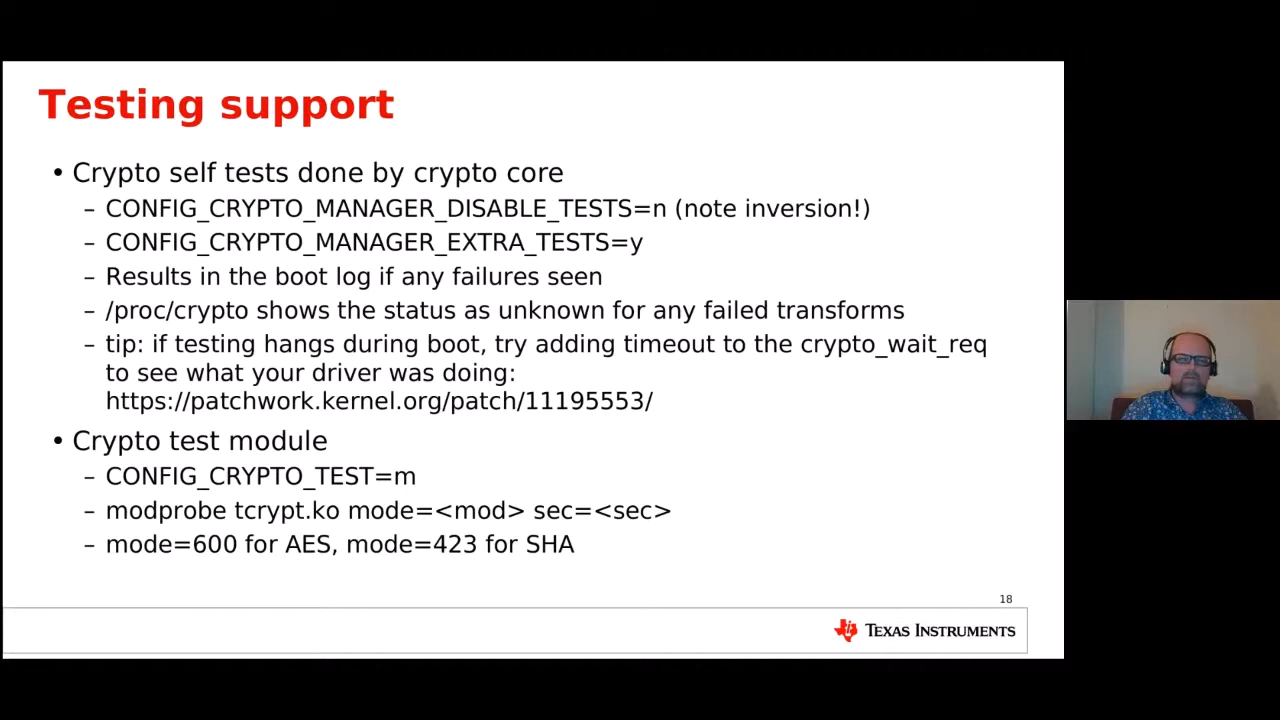 Testing support
• Crypto self tests done by crypto core
– CONFIG_CRYPTO_MANAGER_DISABLE_TESTS=n (note inversion!)
– CONFIG_CRYPTO_MANAGER_EXTRA_TESTS=y
– Results in the boot log if any failures seen
– /proc/crypto shows the status as unknown for any failed transforms
– tip: if testing hangs during boot, try adding timeout to the crypto_wait_req
to see what your driver was doing:
https://patchwork.kernel.org/patch/11195553/
• Crypto test module
– CONFIG_CRYPTO_TEST=m
– modprobe tcrypt.ko mode=<mod> sec=<sec>
– mode=600 for AES, mode=423 for SHA
18
TEXAS INSTRUMENTS